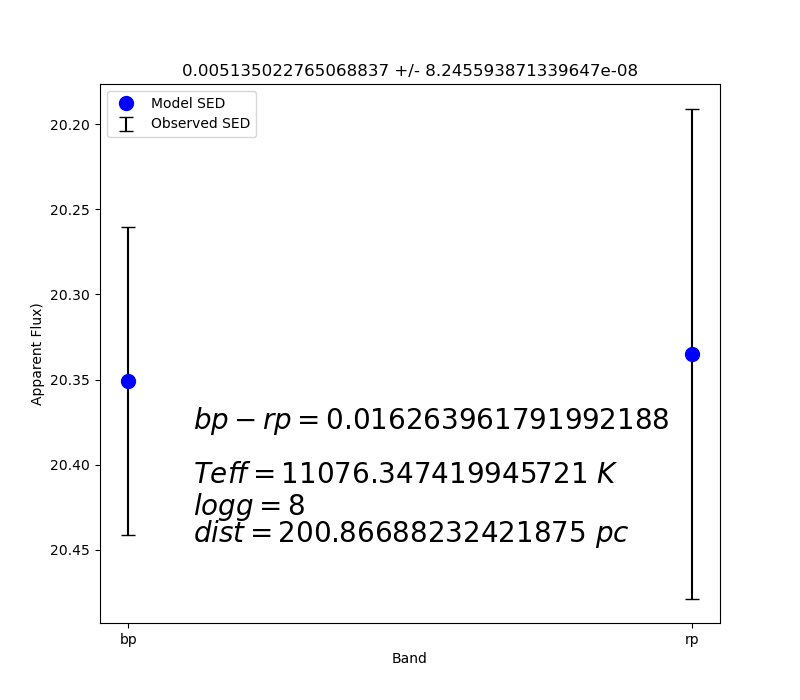 0.005135022765068837 +/- 8.245593871339647e-08
Model SED
Observed SED
20.20
20.25
20.30
20.35
20.40
20.45
Apparent Flux)
bp − rp = 0.016263961791992188
Teff = 11076.347419945721 K
logg = 8
dist = 200.86688232421875 pc
bp
rp
Band